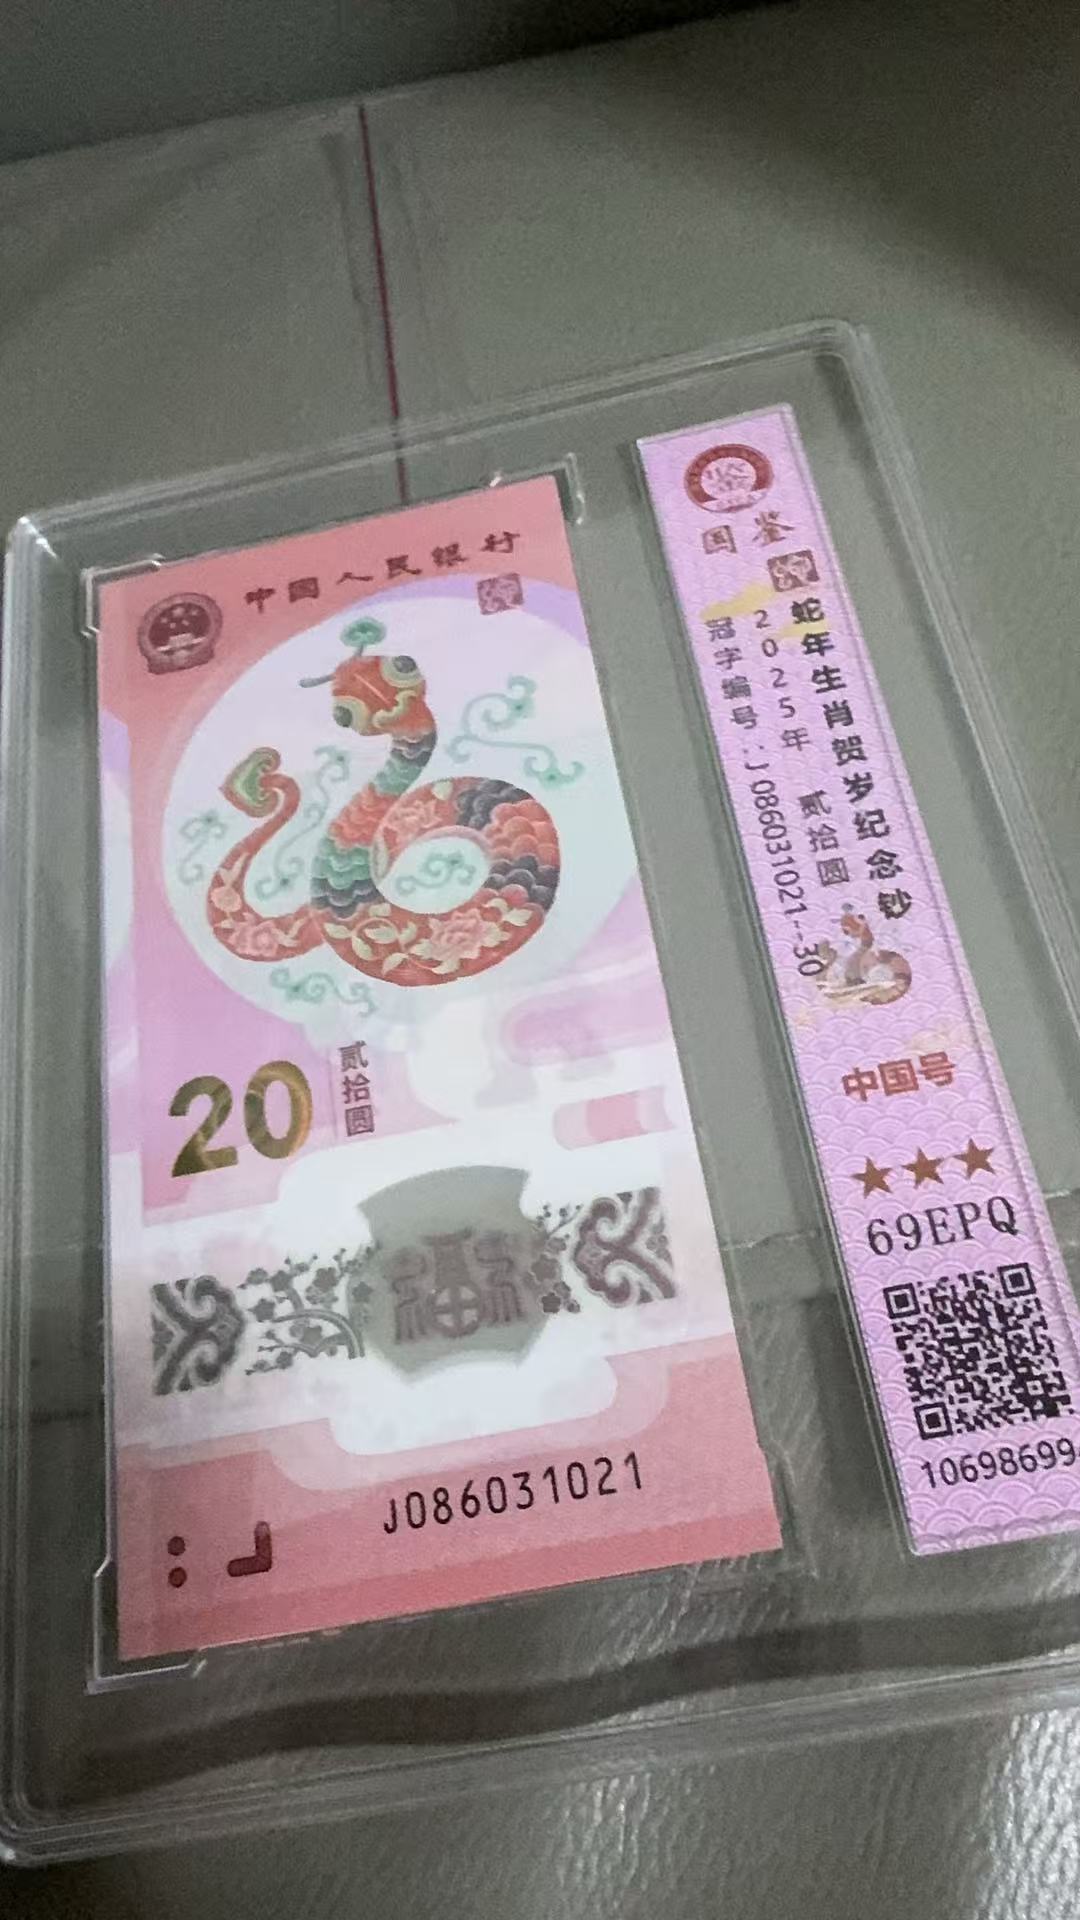 中国人民银行
20
贰拾圆
福
J086031021
鉴
国鉴
蛇年生肖贺岁纪念钞
2025年 贰拾圆
冠字编号:J086031021--30
中国号
★★★
69EPQ
10698699